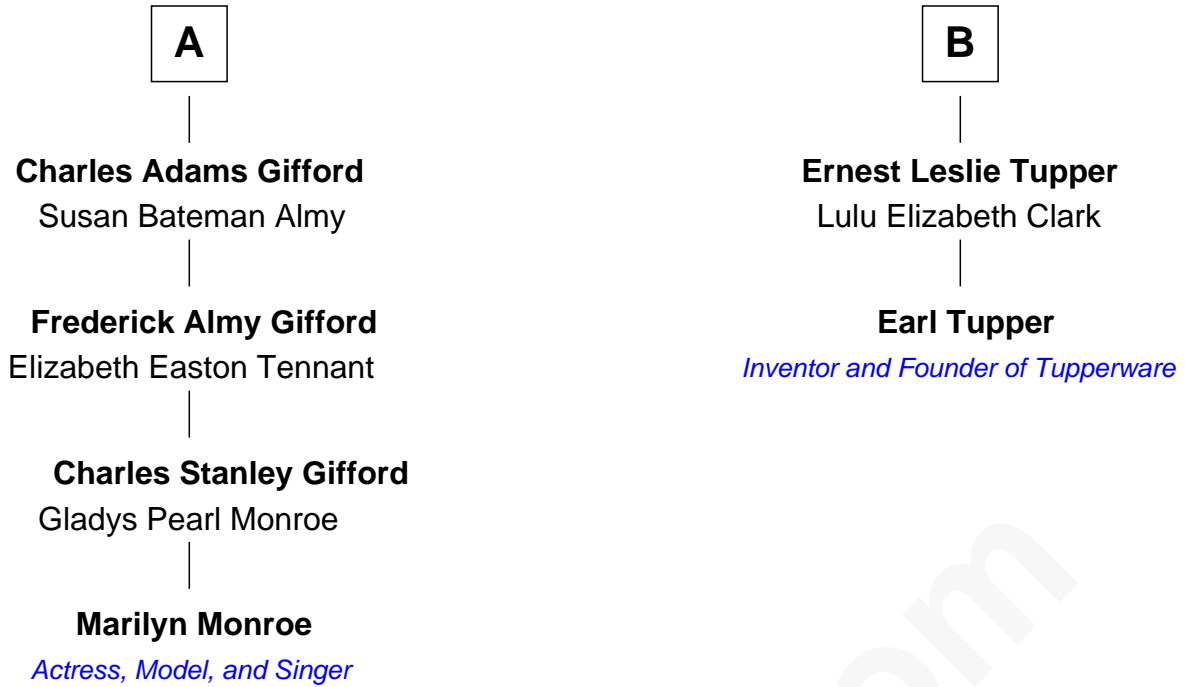 A
Charles Adams Gifford
Susan Bateman Almy
Frederick Almy Gifford
Elizabeth Easton Tennant
Charles Stanley Gifford
Gladys Pearl Monroe
Marilyn Monroe
Actress, Model, and Singer
B
Ernest Leslie Tupper
Lulu Elizabeth Clark
Earl Tupper
Inventor and Founder of Tupperware
om